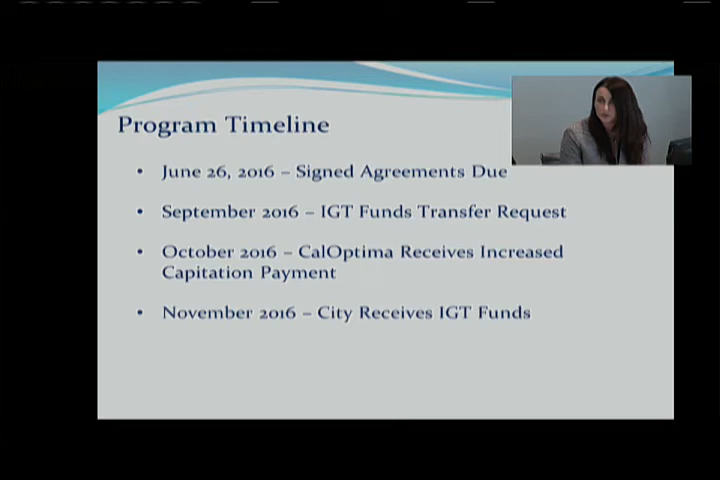 Program Timeline
• June 26, 2016 – Signed Agreements Due
• September 2016 – IGT Funds Transfer Request
• October 2016 – CalOptima Receives Increased
Capitation Payment
• November 2016 – City Receives IGT Funds